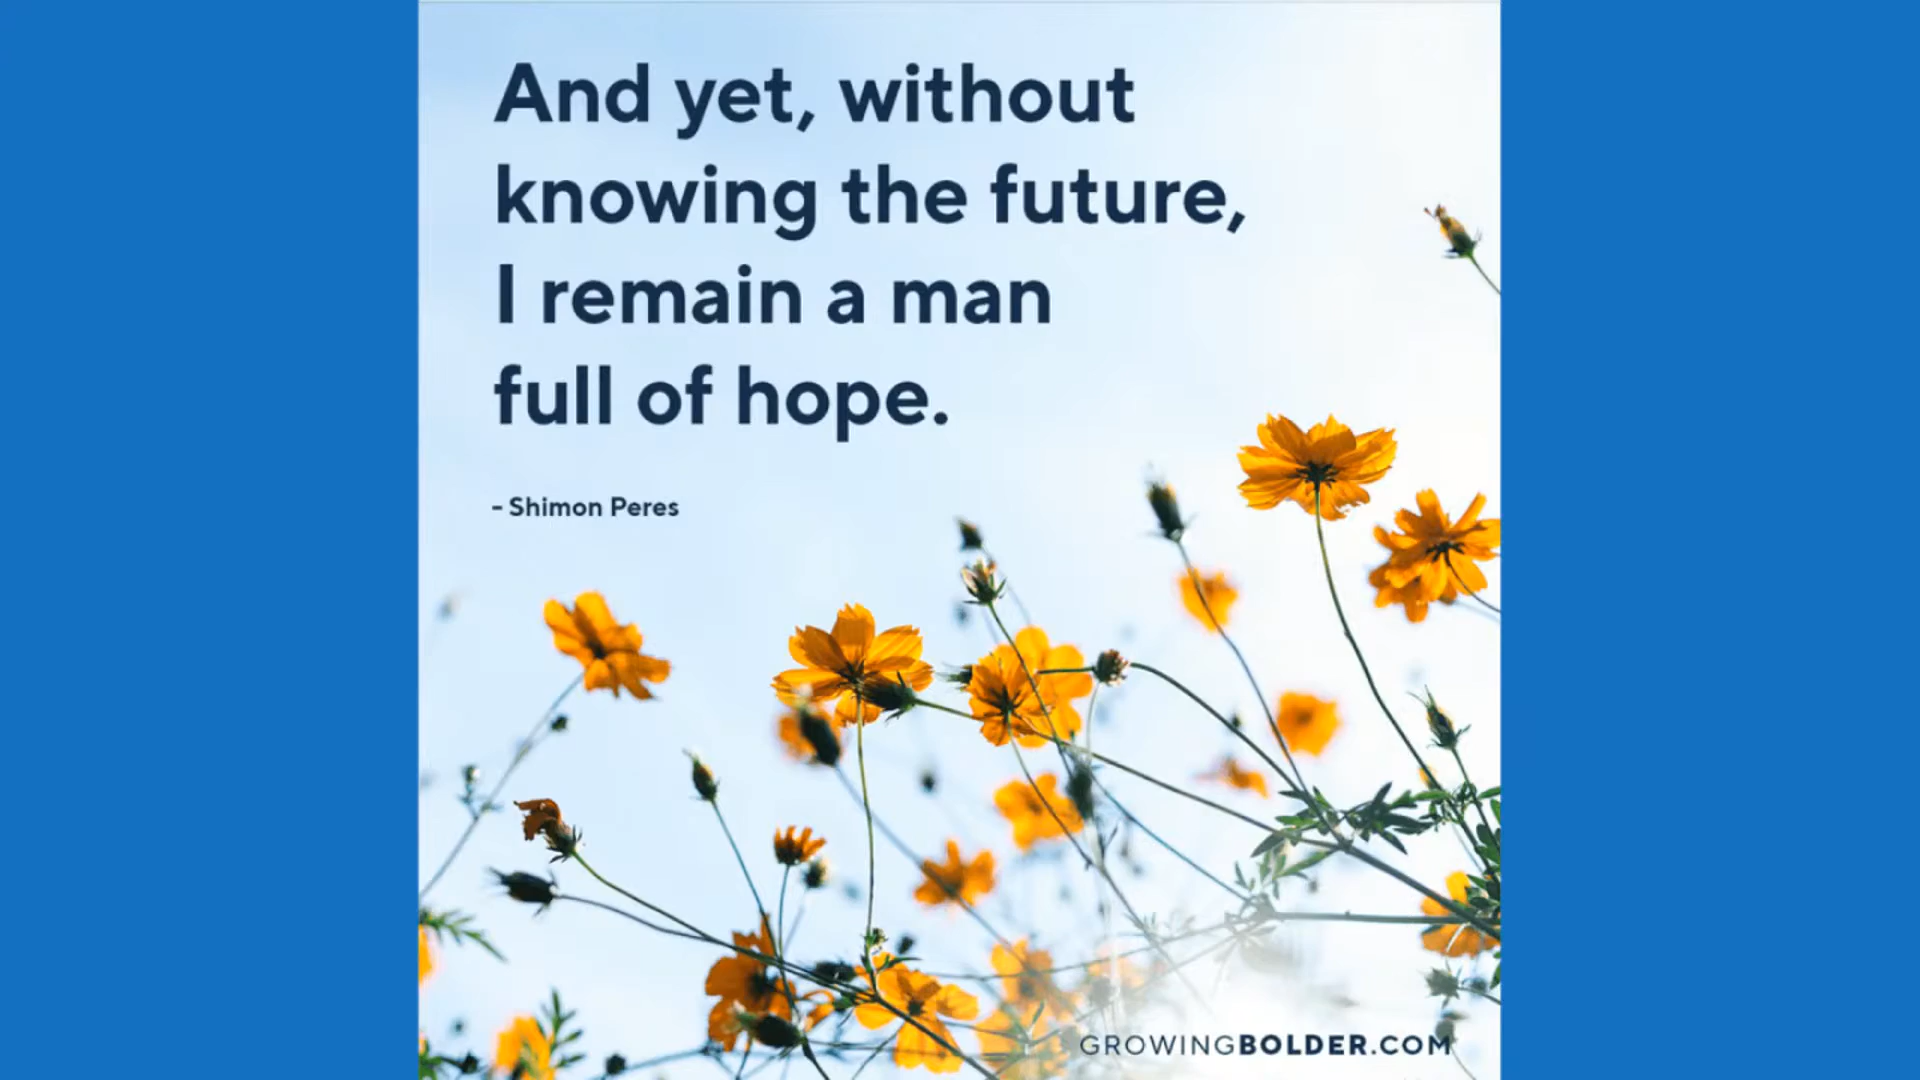 And yet, without
knowing the future,
I remain a man
full of hope.
- Shimon Peres
GROWINGBOLDER.COM